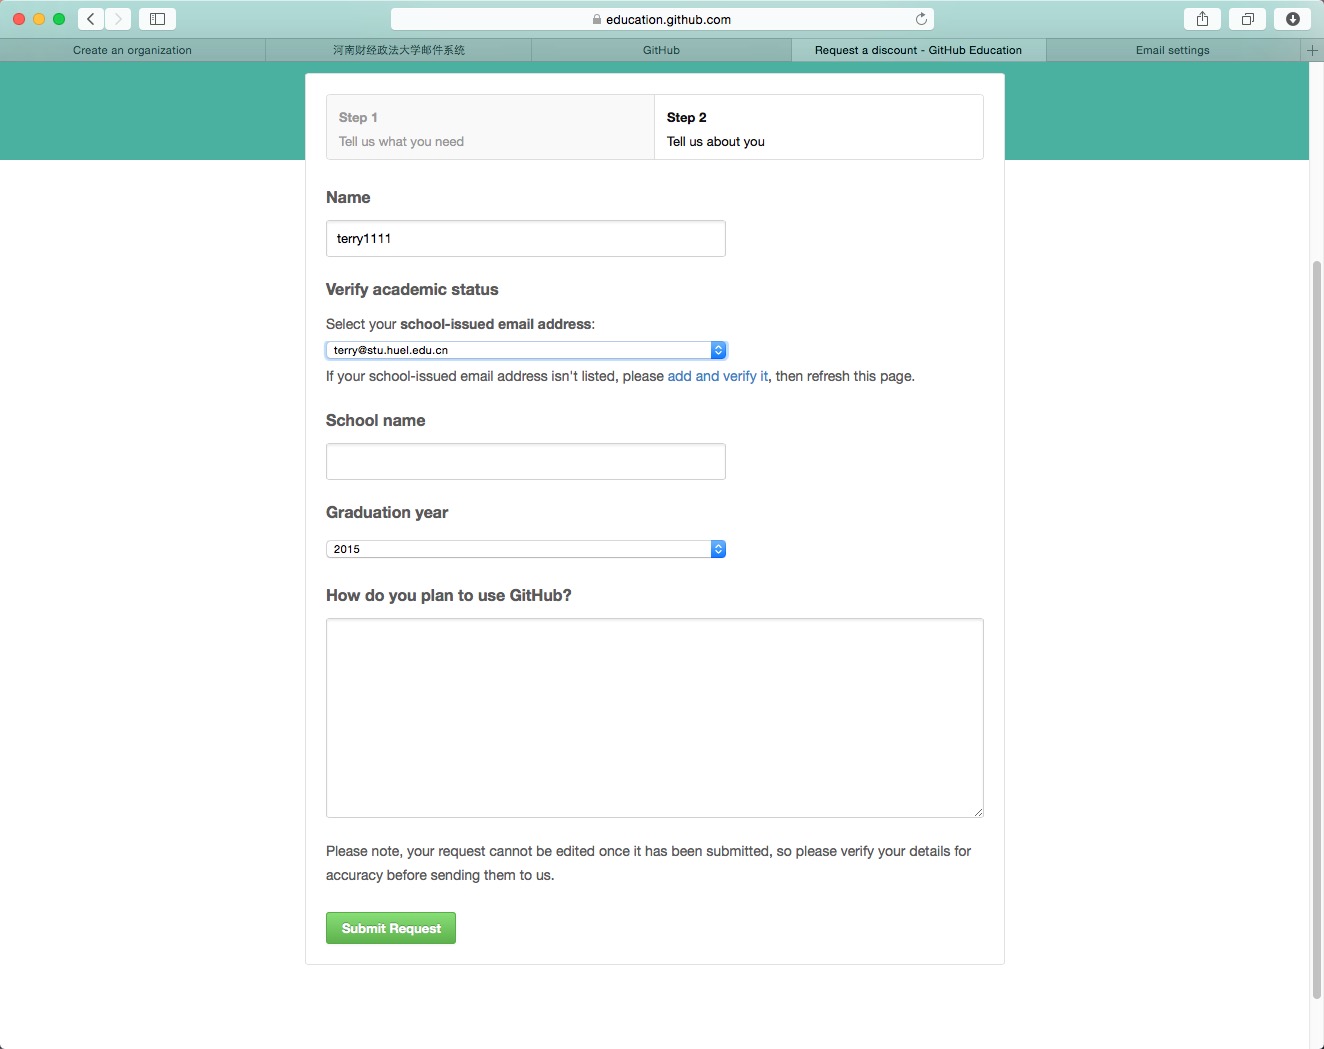 education.github.com
Create an organization
河南财经政法大学邮件系统
GitHub
Request a discount - GitHub Education
Email settings
Step 1
Tell us what you need
Step 2
Tell us about you
Name
terry1111
Verify academic status
Select your school-issued email address:
terry@stu.huel.edu.cn
If your school-issued email address isn't listed, please add and verify it, then refresh this page.
School name
Graduation year
2015
How do you plan to use GitHub?
Please note, your request cannot be edited once it has been submitted, so please verify your details for
accuracy before sending them to us.
Submit Request